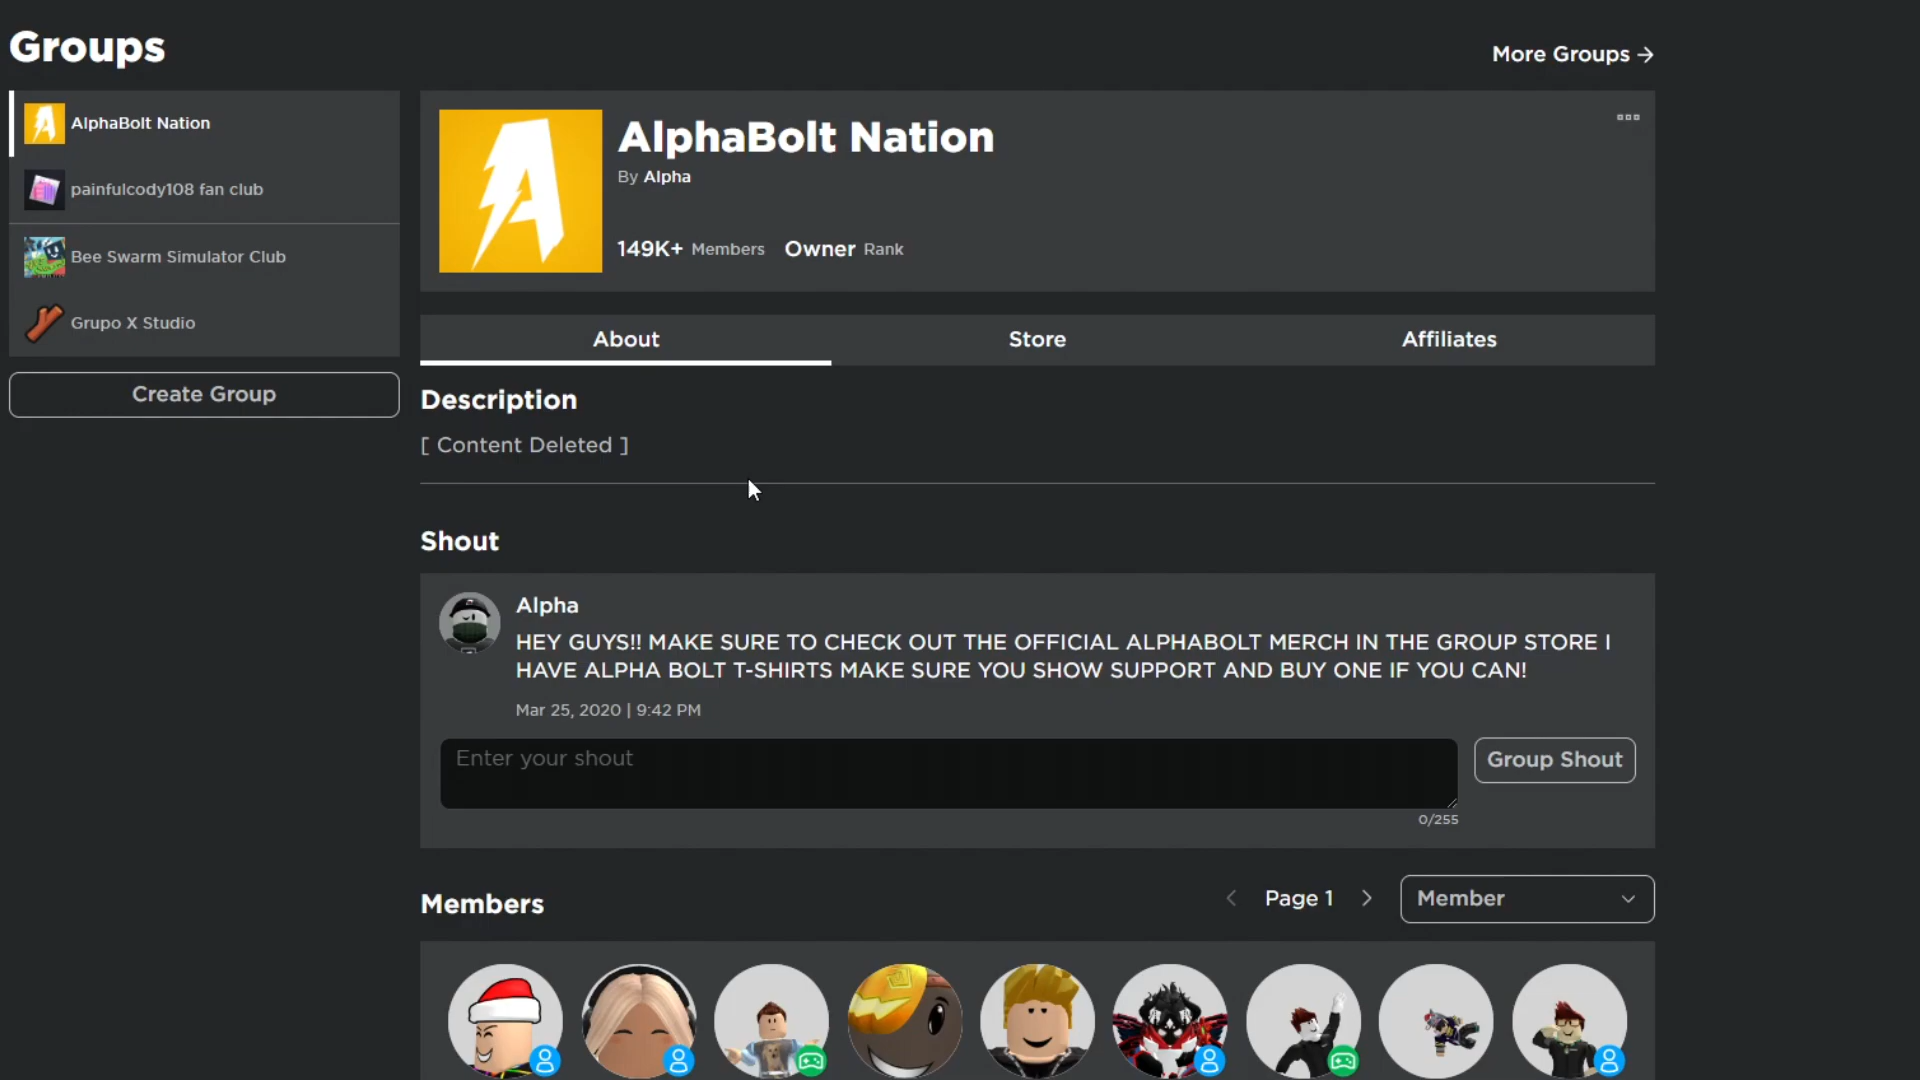 Groups
More Groups →
AlphaBolt Nation
painfulcody108 fan club
Bee Swarm Simulator Club
Grupo X Studio
Create Group
AlphaBolt Nation
By Alpha
149K+ Members Owner Rank
About Store Affiliates
Description
[ Content Deleted ]
Shout
Alpha
HEY GUYS!! MAKE SURE TO CHECK OUT THE OFFICIAL ALPHABOLT MERCH IN THE GROUP STORE I
HAVE ALPHA BOLT T-SHIRTS MAKE SURE YOU SHOW SUPPORT AND BUY ONE IF YOU CAN!
Mar 25, 2020 | 9:42 PM
Enter your shout
Group Shout
0/255
Members
Page 1
Member